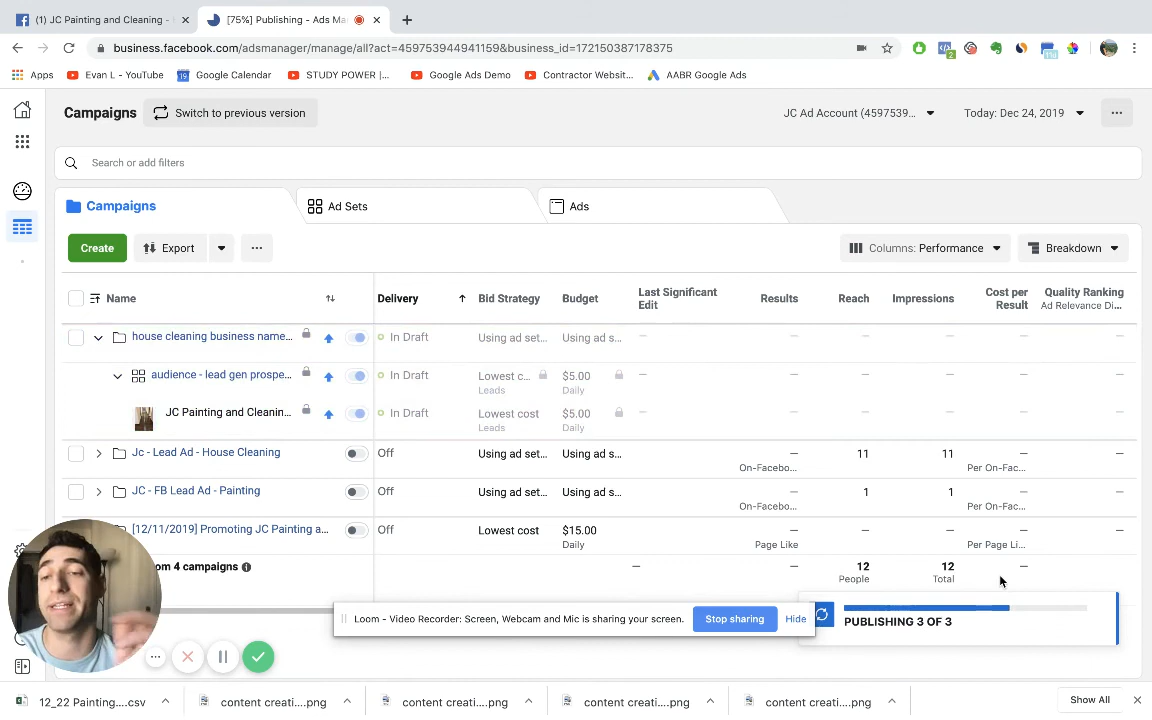 (1) JC Painting and Cleaning -
[75%] Publishing - Ads Ma
business.facebook.com/adsmanager/manage/all?act=459753944941159&business_id=172150387178375
2
11d
Apps
Evan L - YouTube
19
Google Calendar
STUDY POWER |...
Google Ads Demo
Contractor Websit...
AABR Google Ads
Campaigns
Switch to previous version
JC Ad Account (4597539...
Today: Dec 24, 2019
Search or add filters
Campaigns
Ad Sets
Ads
Create
Export
Columns: Performance
Breakdown
Name
Delivery
Bid Strategy
Budget
Last Significant
Edit
Results
Reach
Impressions
Cost per
Result
Quality Ranking
Ad Relevance Di...
house cleaning business name...
In Draft
Using ad set...
Using ad s...
— — — — — —
audience - lead gen prospe...
In Draft
Lowest c...
Leads
$5.00
Daily
— — — — — —
JC Painting and Cleanin...
In Draft
Lowest cost
Leads
$5.00
Daily
— — — — — —
Jc - Lead Ad - House Cleaning
Off
Using ad set...
Using ad s...
—
On-Facebo...
11
11
—
Per On-Fac...
—
JC - FB Lead Ad - Painting
Off
Using ad set...
Using ad s...
—
On-Facebo...
1
1
—
Per On-Fac...
—
[12/11/2019] Promoting JC Painting a...
Off
Lowest cost
$15.00
Daily
—
Page Like
—
—
—
Per Page Li...
—
om 4 campaigns
—
—
12
People
12
Total
—
Loom - Video Recorder: Screen, Webcam and Mic is sharing your screen.
Stop sharing
Hide
PUBLISHING 3 OF 3
12_22 Painting....csv
content creati....png
content creati....png
content creati....png
content creati....png
Show All